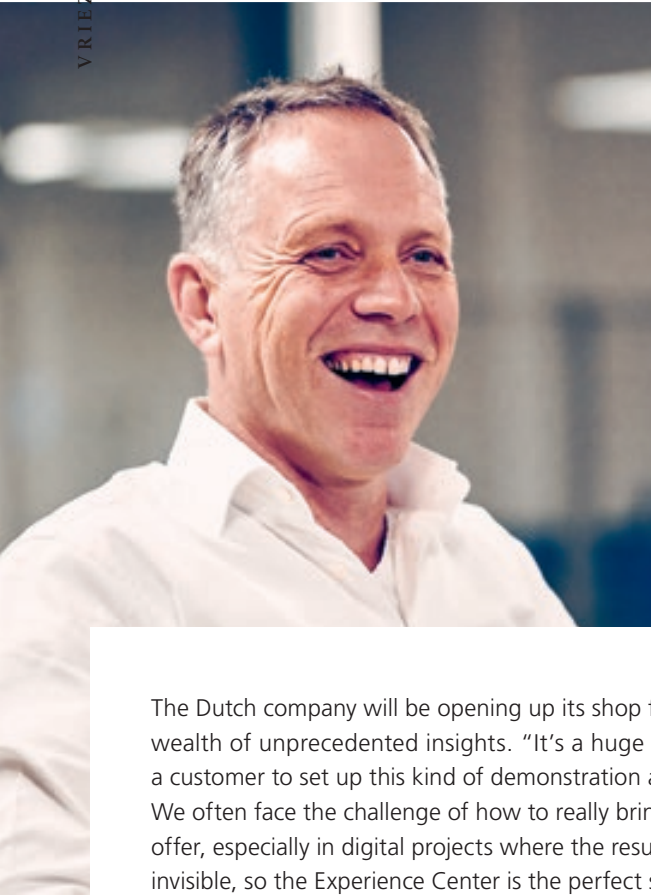 VRIEZ
The Dutch company will be opening up its shop
wealth of unprecedented insights. “It’s a huge
a customer to set up this kind of demonstration
We often face the challenge of how to really
offer, especially in digital projects where the
invisible, so the Experience Center is the perfect